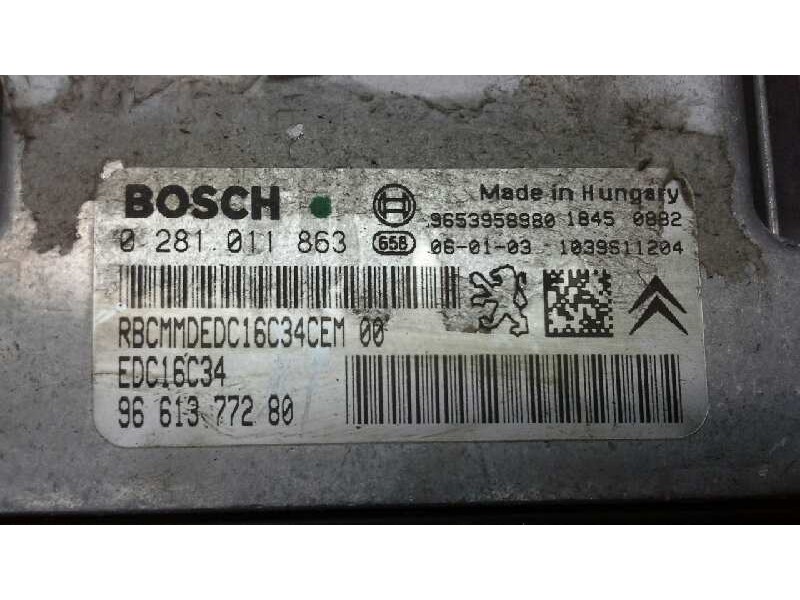 BOSCH
Made in Hungary
9653958980 1845 0882
0 281 011 863
658
06-01-03 1039S11204
RBCMMDEDC16C34CEM 00
EDC16C34
96 613 772 80